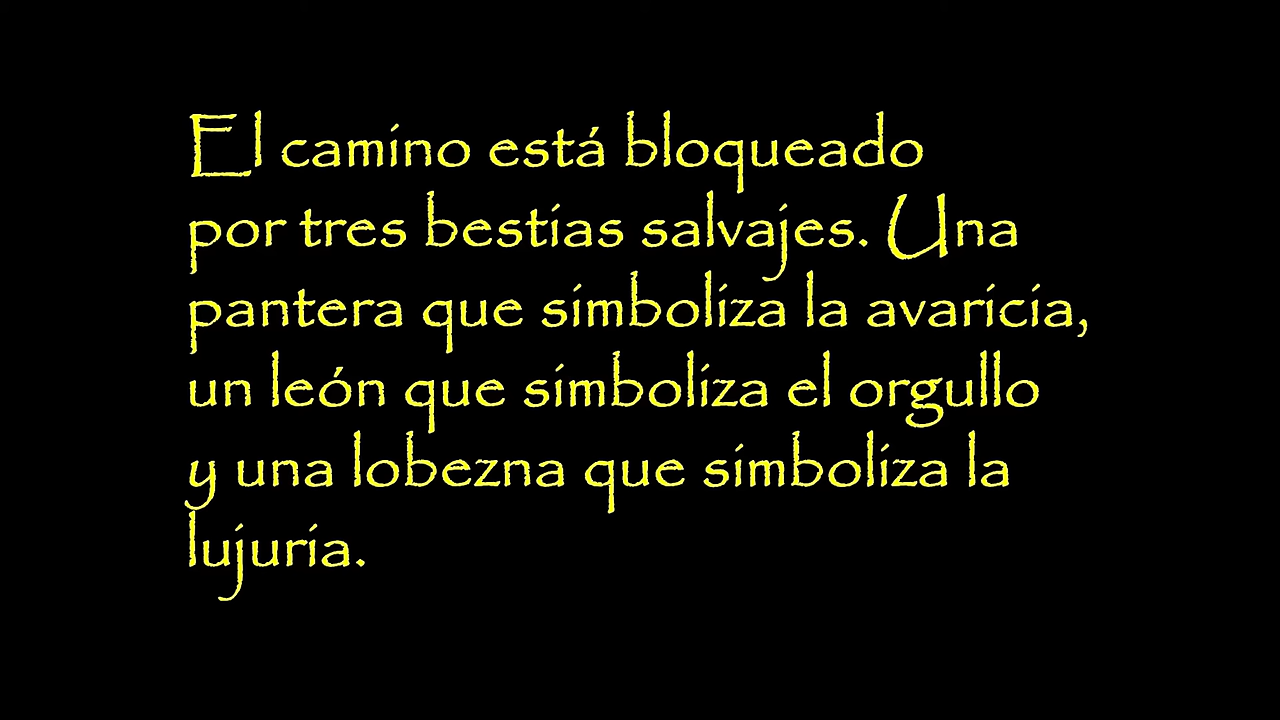 El camino está bloqueado
por tres bestias salvajes. Una
pantera que simboliza la avaricia,
un león que simboliza el orgullo
y una lobezna que simboliza la
lujuria.